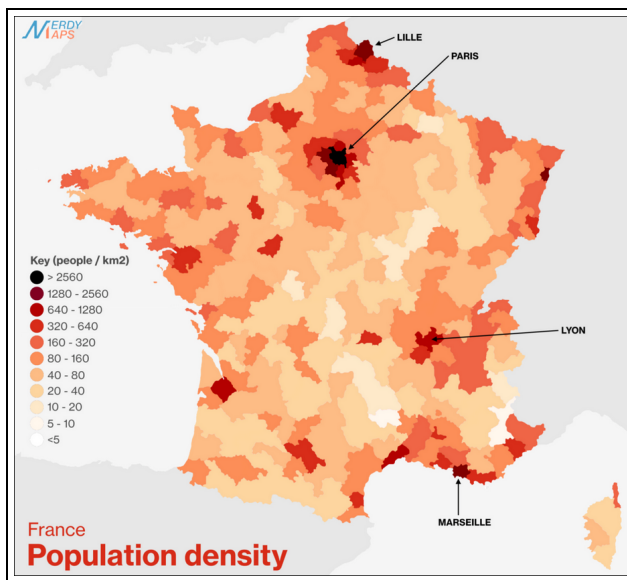 NERDY
MAPS
LILLE
PARIS
Key (people / km2)
> 2560
1280 - 2560
640 - 1280
320 - 640
160 - 320
80 - 160
40 - 80
20 - 40
10 - 20
5 - 10
<5
LYON
MARSEILLE
France
Population density